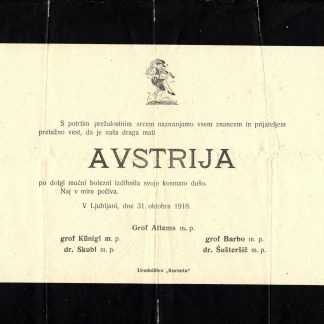 S potrtim prežalostnim srcem naznanjamo vsem znancem in prijateljem
pretužno vest, da je naša draga mati
AVSTRIJA
po dolgi mučni bolezni izdihnila svojo kosmato dušo.
Naj v miru počiva.
V Ljubljani, dne 31. oktobra 1918.
Grof Attems m. p.
grof Künigl m. p. grof Barbo m. p.
dr. Skubl m. p. dr. Šušteršič m. p.
Uredništvo „Kurenta“